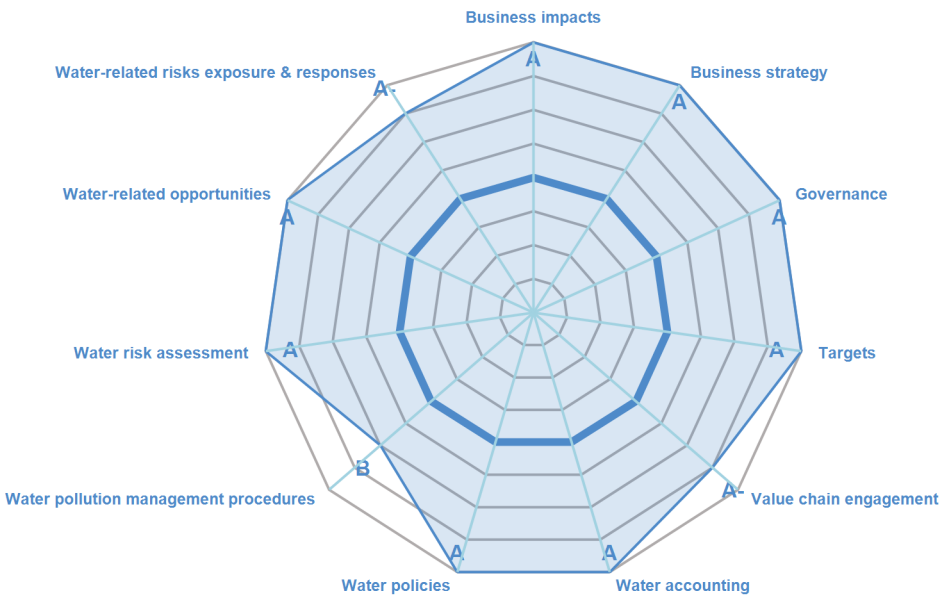 Business impacts
A
Water-related risks exposure & responses
A-
Business strategy
A
Water-related opportunities
A
Governance
A
Water risk assessment
A
Targets
A
Water pollution management procedures
B
Value chain engagement
A-
Water policies
A
Water accounting
A